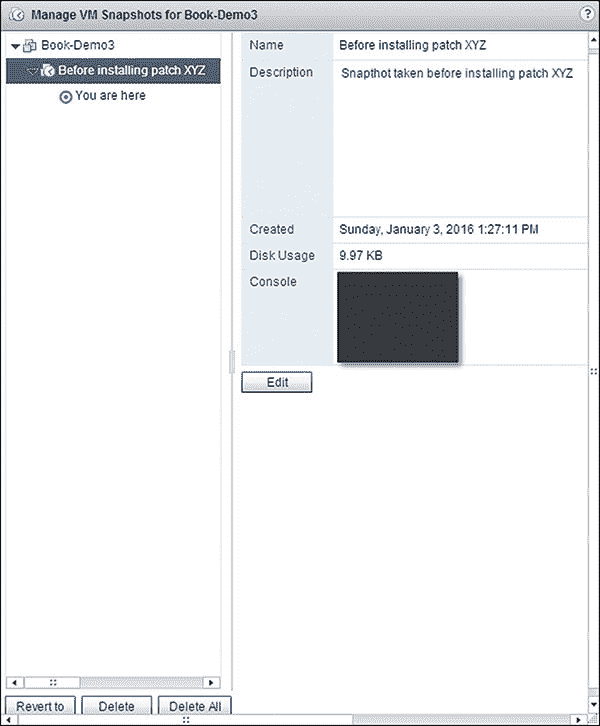 Manage VM Snapshots for Book-Demo3
?
Book-Demo3
Before installing patch XYZ
You are here
Name Before installing patch XYZ
Description Snapthot taken before installing patch XYZ
Created Sunday, January 3, 2016 1:27:11 PM
Disk Usage 9.97 KB
Console
Edit
Revert to Delete Delete All